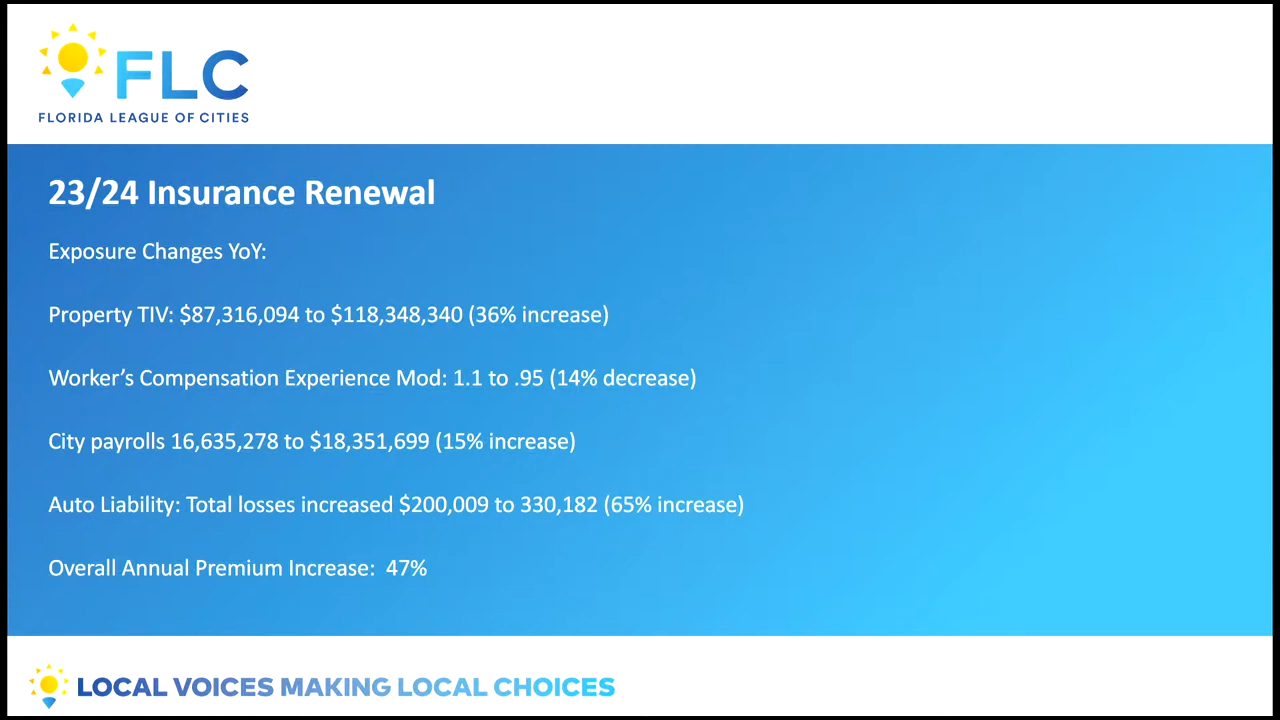 FLC
FLORIDA LEAGUE OF CITIES
23/24 Insurance Renewal
Exposure Changes YoY:
Property TIV: $87,316,094 to $118,348,340 (36% increase)
Worker’s Compensation Experience Mod: 1.1 to .95 (14% decrease)
City payrolls 16,635,278 to $18,351,699 (15% increase)
Auto Liability: Total losses increased $200,009 to 330,182 (65% increase)
Overall Annual Premium Increase:  47%
LOCAL VOICES MAKING LOCAL CHOICES